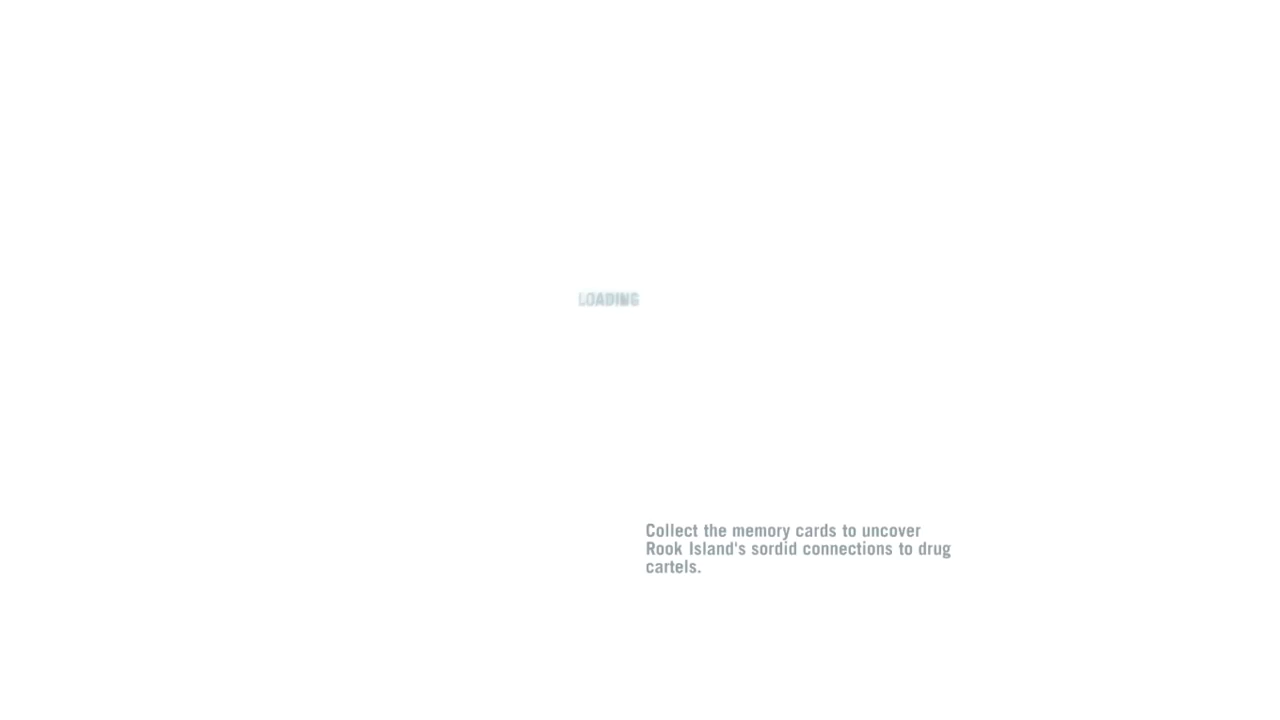 LOADING
Collect the memory cards to uncover
Rook Island's sordid connections to drug
cartels.